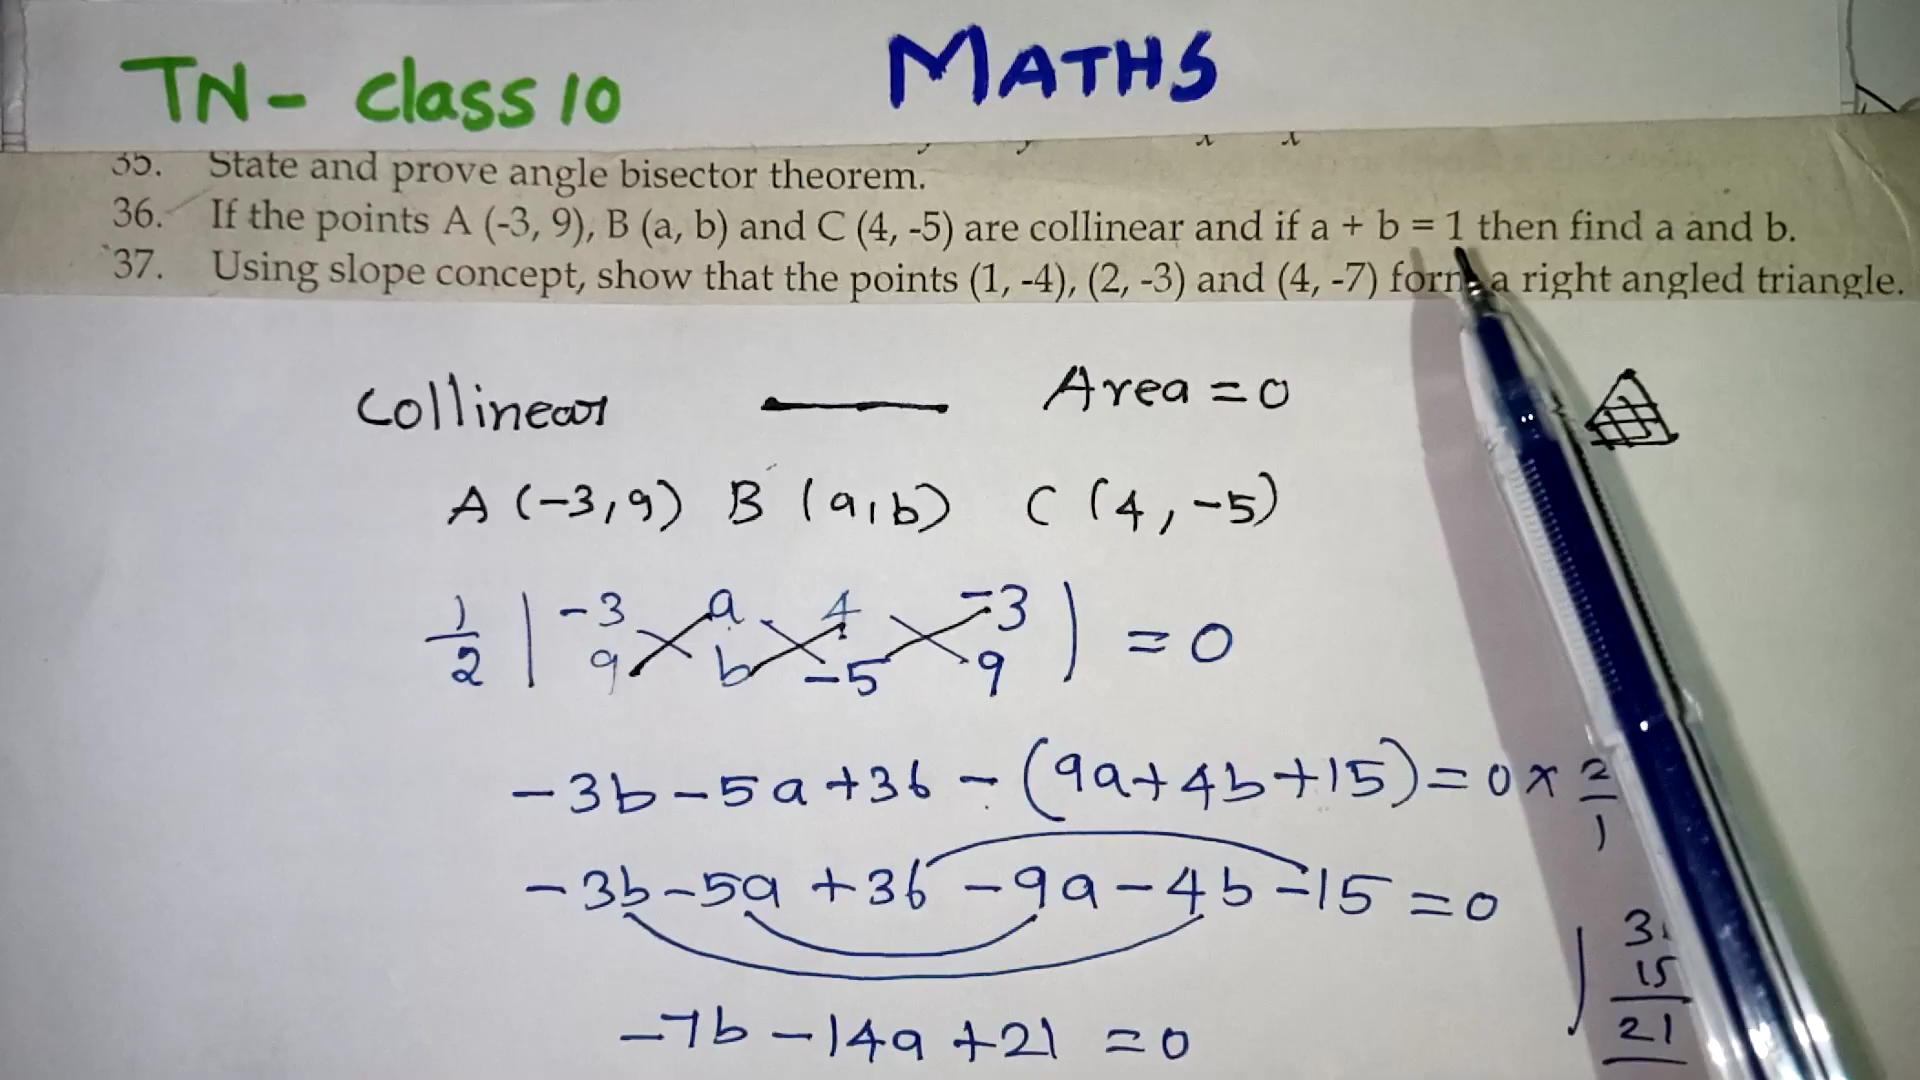 TN - Class 10 MATHS
35. State and prove angle bisector theorem.
36. If the points A (-3, 9), B (a, b) and C (4, -5) are collinear and if a + b = 1 then find a and b.
37. Using slope concept, show that the points (1, -4), (2, -3) and (4, -7) form a right angled triangle.
Collinear Area = 0
A (-3,9) B (a,b) C (4,-5)
1/2 | -3 a 4 -3 | = 0
9 b -5 9
-3b - 5a + 36 - (9a + 4b + 15) = 0 x 2/1
-3b - 5a + 36 - 9a - 4b - 15 = 0
15
21
-7b - 14a + 21 = 0